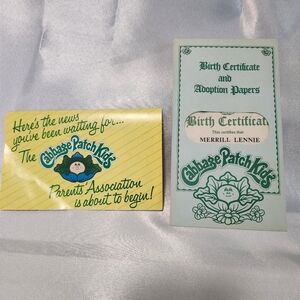 Here's the news
you've been waiting for...
The Cabbage Patch Kids
Parents' Association
is about to begin!
Birth Certificate
and
Adoption Papers
Birth Certificat
This certifies that
MERRILL LENNIE
Cabbage Patch Kids